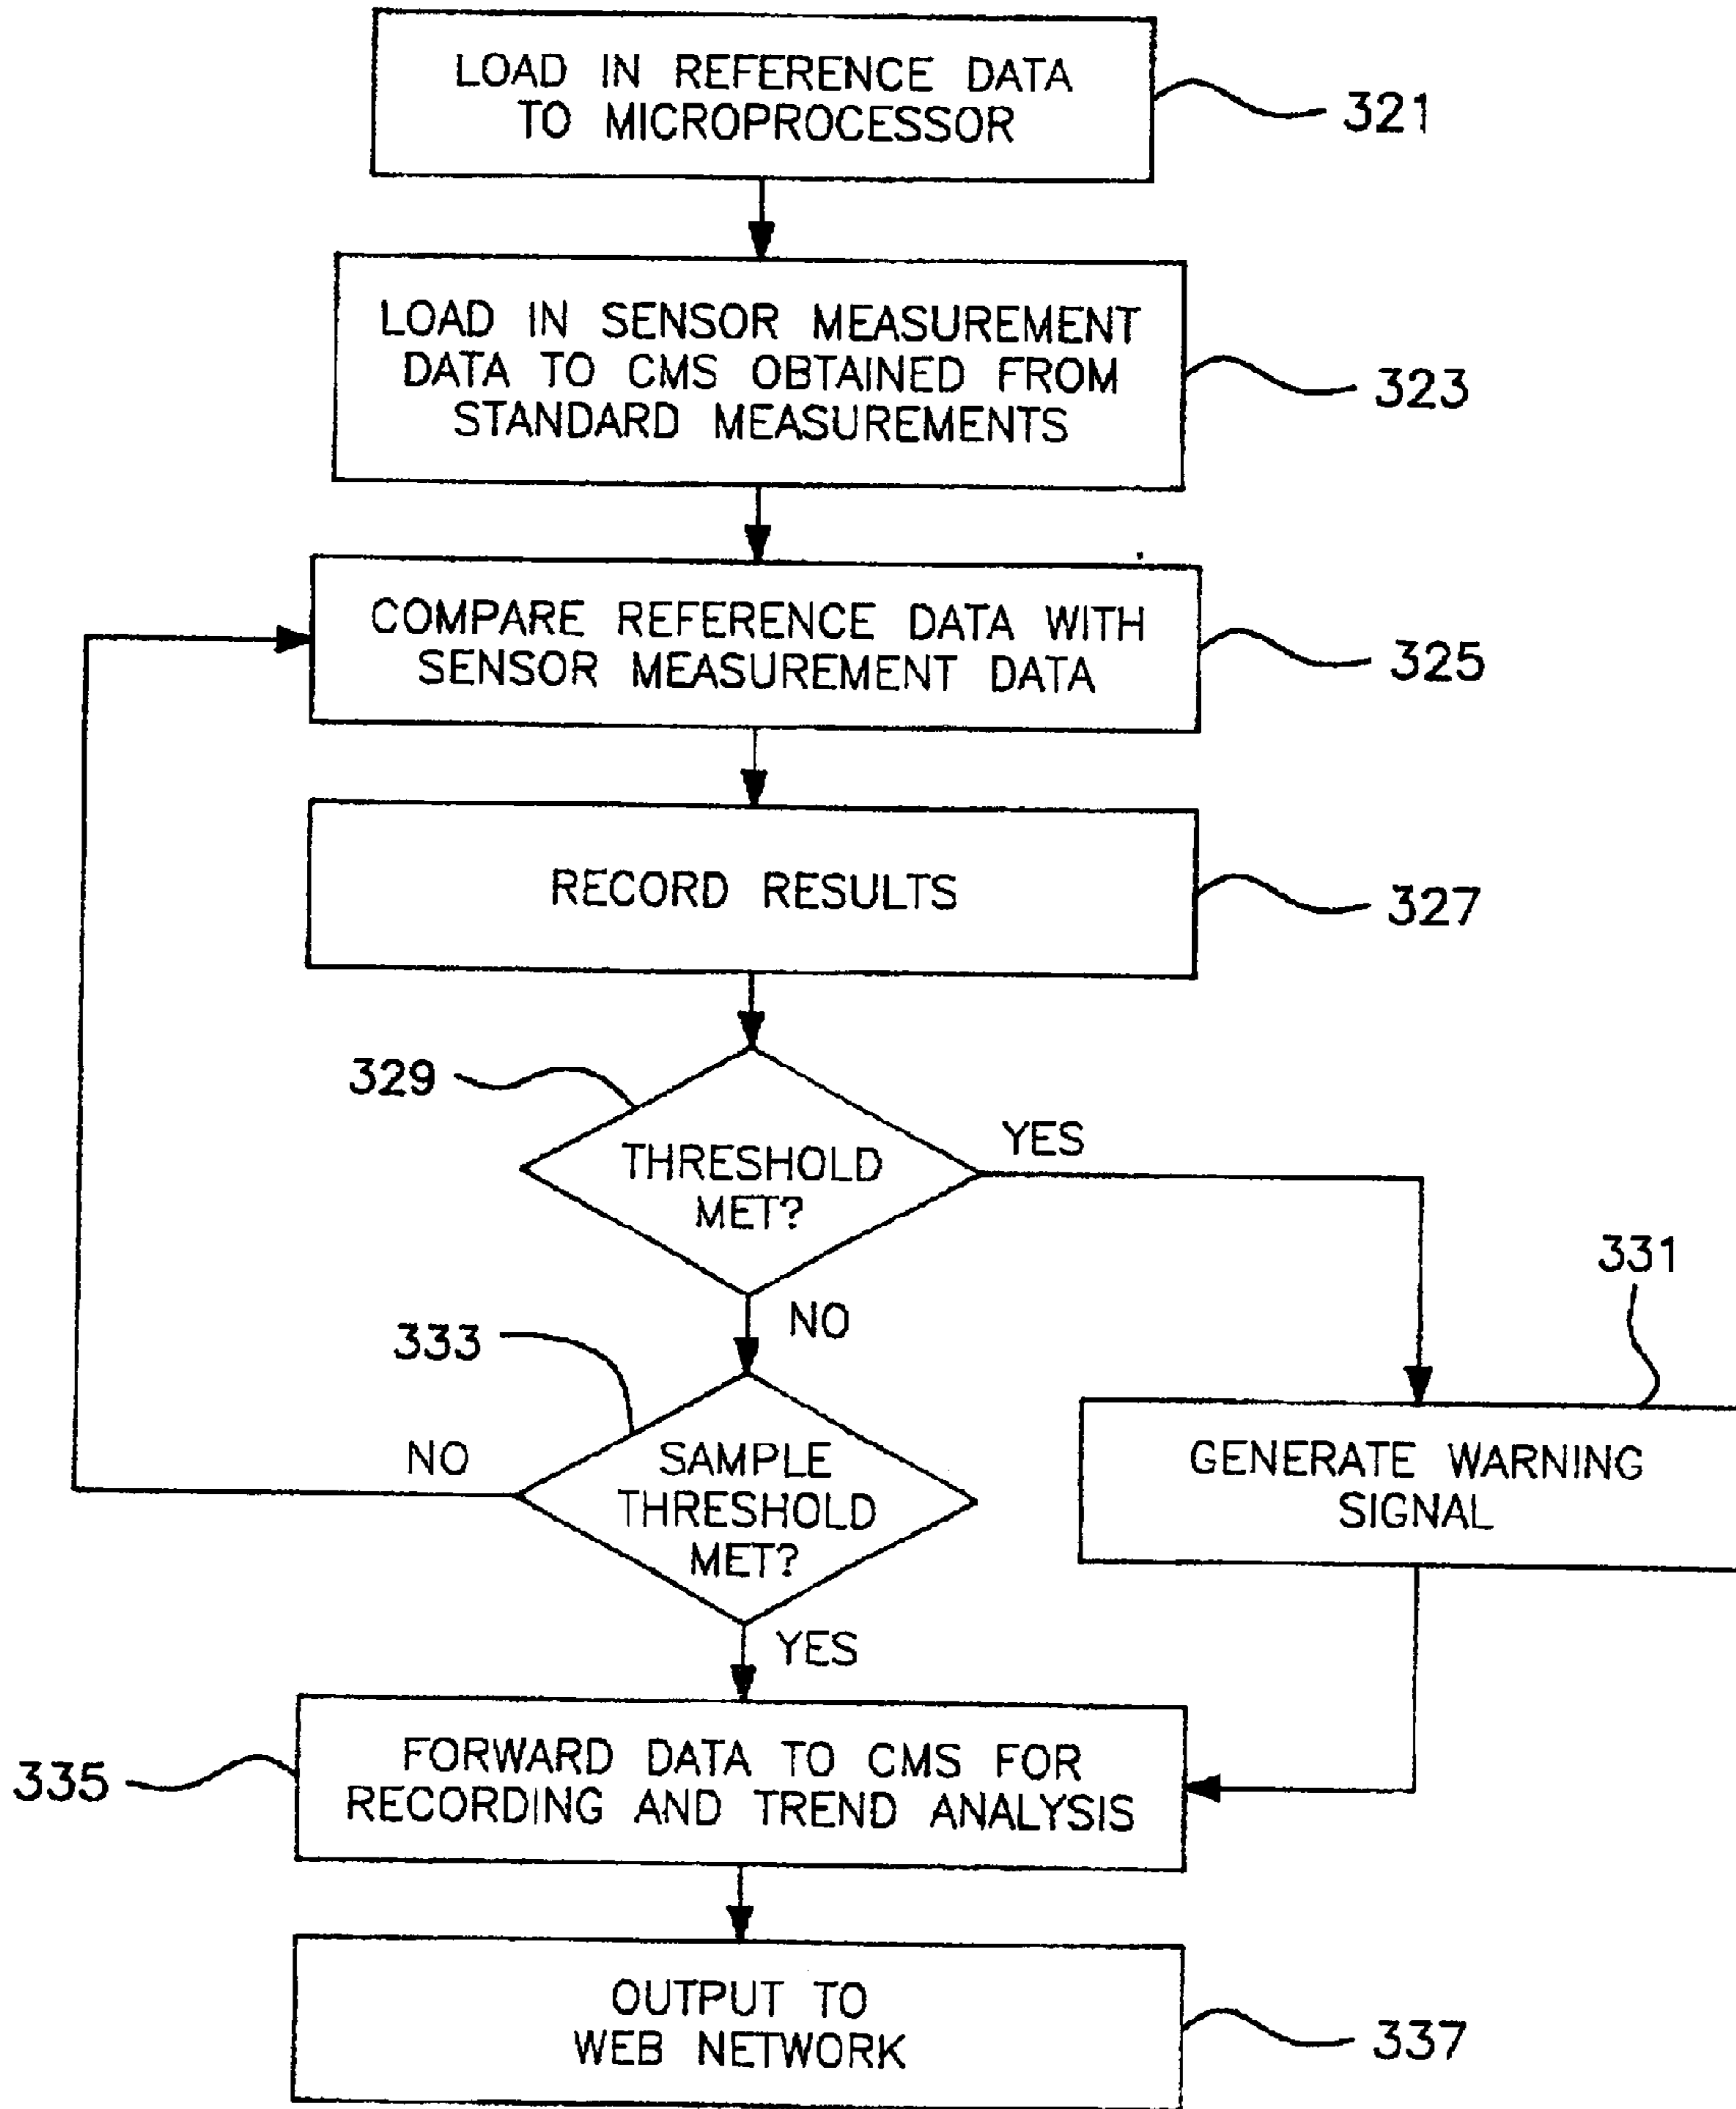 LOAD IN REFERENCE DATA
TO MICROPROCESSOR
321
LOAD IN SENSOR MEASUREMENT
DATA TO CMS OBTAINED FROM
STANDARD MEASUREMENTS
323
COMPARE REFERENCE DATA WITH
SENSOR MEASUREMENT DATA
325
RECORD RESULTS
327
329
THRESHOLD
MET?
YES
NO
331
GENERATE WARNING
SIGNAL
333
SAMPLE
THRESHOLD
MET?
NO
YES
335
FORWARD DATA TO CMS FOR
RECORDING AND TREND ANALYSIS
OUTPUT TO
WEB NETWORK
337